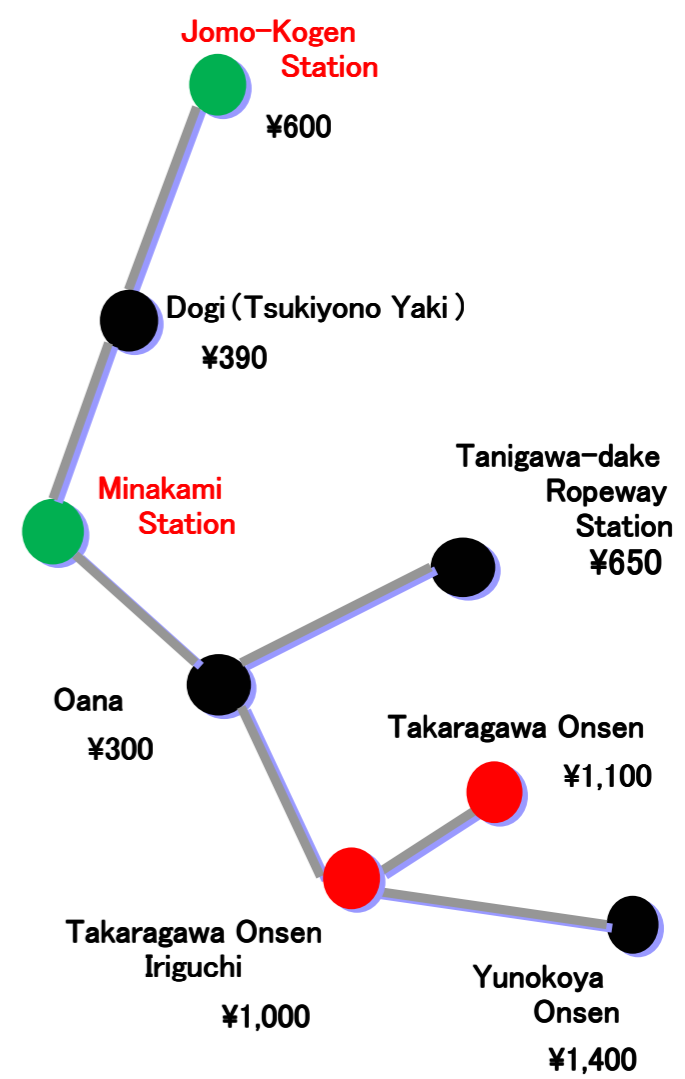 Jomo-Kogen
Station
¥600
Dogi(Tsukiyono Yaki)
¥390
Minakami
Station
Tanigawa-dake
Ropeway
Station
¥650
Oana
¥300
Takaragawa Onsen
¥1,100
Takaragawa Onsen
Iriguchi
¥1,000
Yunokoya
Onsen
¥1,400